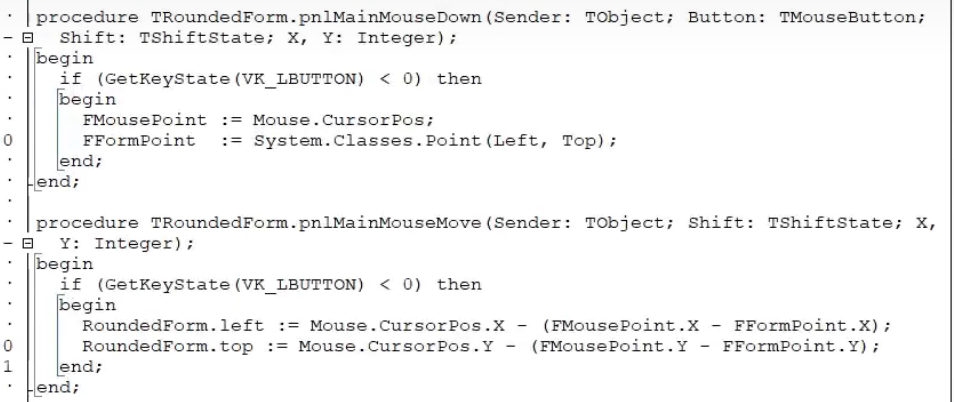 procedure TRoundedForm.pnlMainMouseDown(Sender: TObject; Button: TMouseButton;
- Shift: TShiftState; X, Y: Integer);
begin
if (GetKeyState(VK_LBUTTON) < 0) then
begin
FMousePoint := Mouse.CursorPos;
0 FFormPoint := System.Classes.Point(Left, Top);
end;
end;
procedure TRoundedForm.pnlMainMouseMove(Sender: TObject; Shift: TShiftState; X,
- Y: Integer);
begin
if (GetKeyState(VK_LBUTTON) < 0) then
begin
RoundedForm.left := Mouse.CursorPos.X - (FMousePoint.X - FFormPoint.X);
0 RoundedForm.top := Mouse.CursorPos.Y - (FMousePoint.Y - FFormPoint.Y);
1 end;
end;